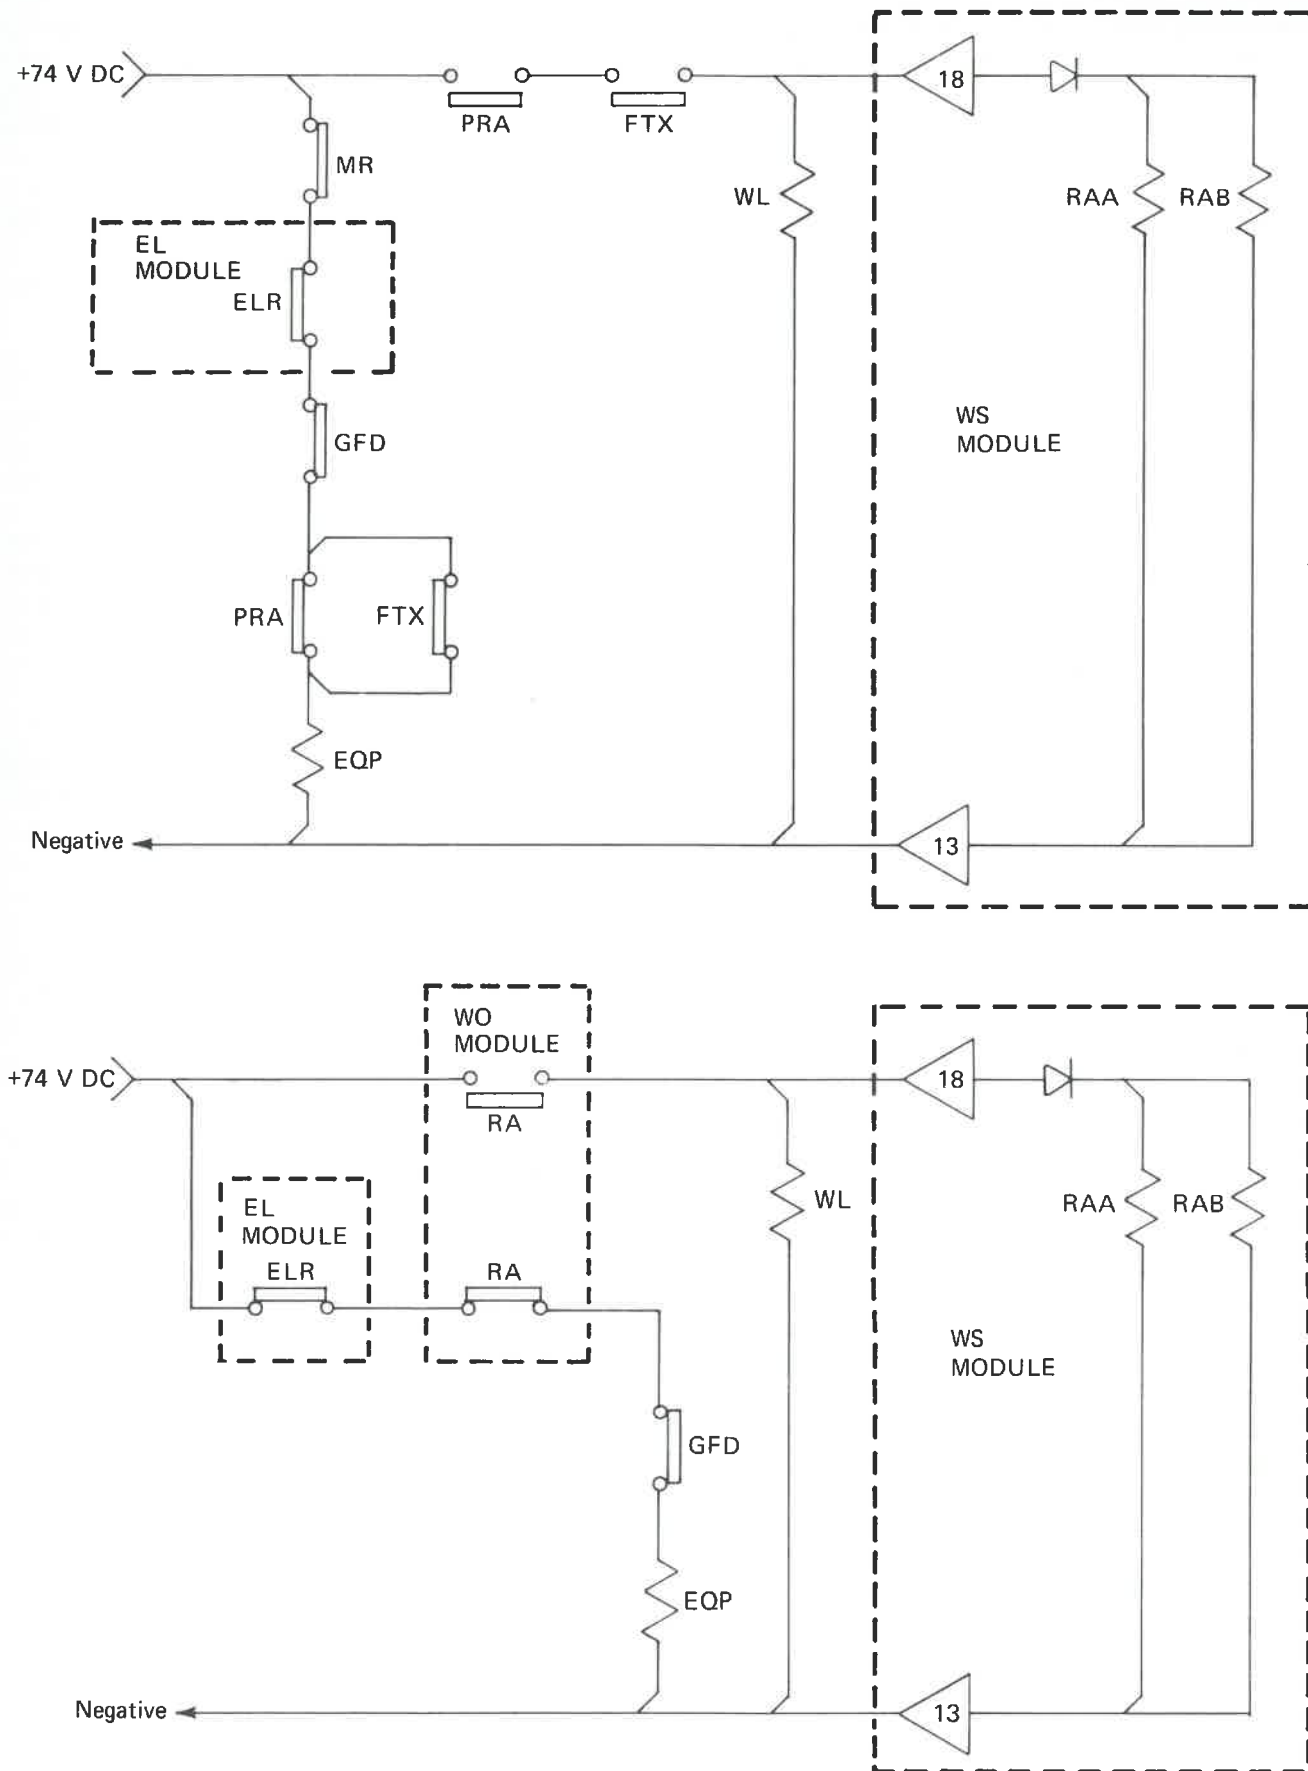 +74 V DC
PRA
FTX
18
MR
WL
RAA
RAB
EL
MODULE
ELR
WS
MODULE
GFD
PRA
FTX
EQP
Negative
13
WO
MODULE
+74 V DC
18
RA
EL
MODULE
WL
RAA
RAB
ELR
RA
WS
MODULE
GFD
EQP
Negative
13